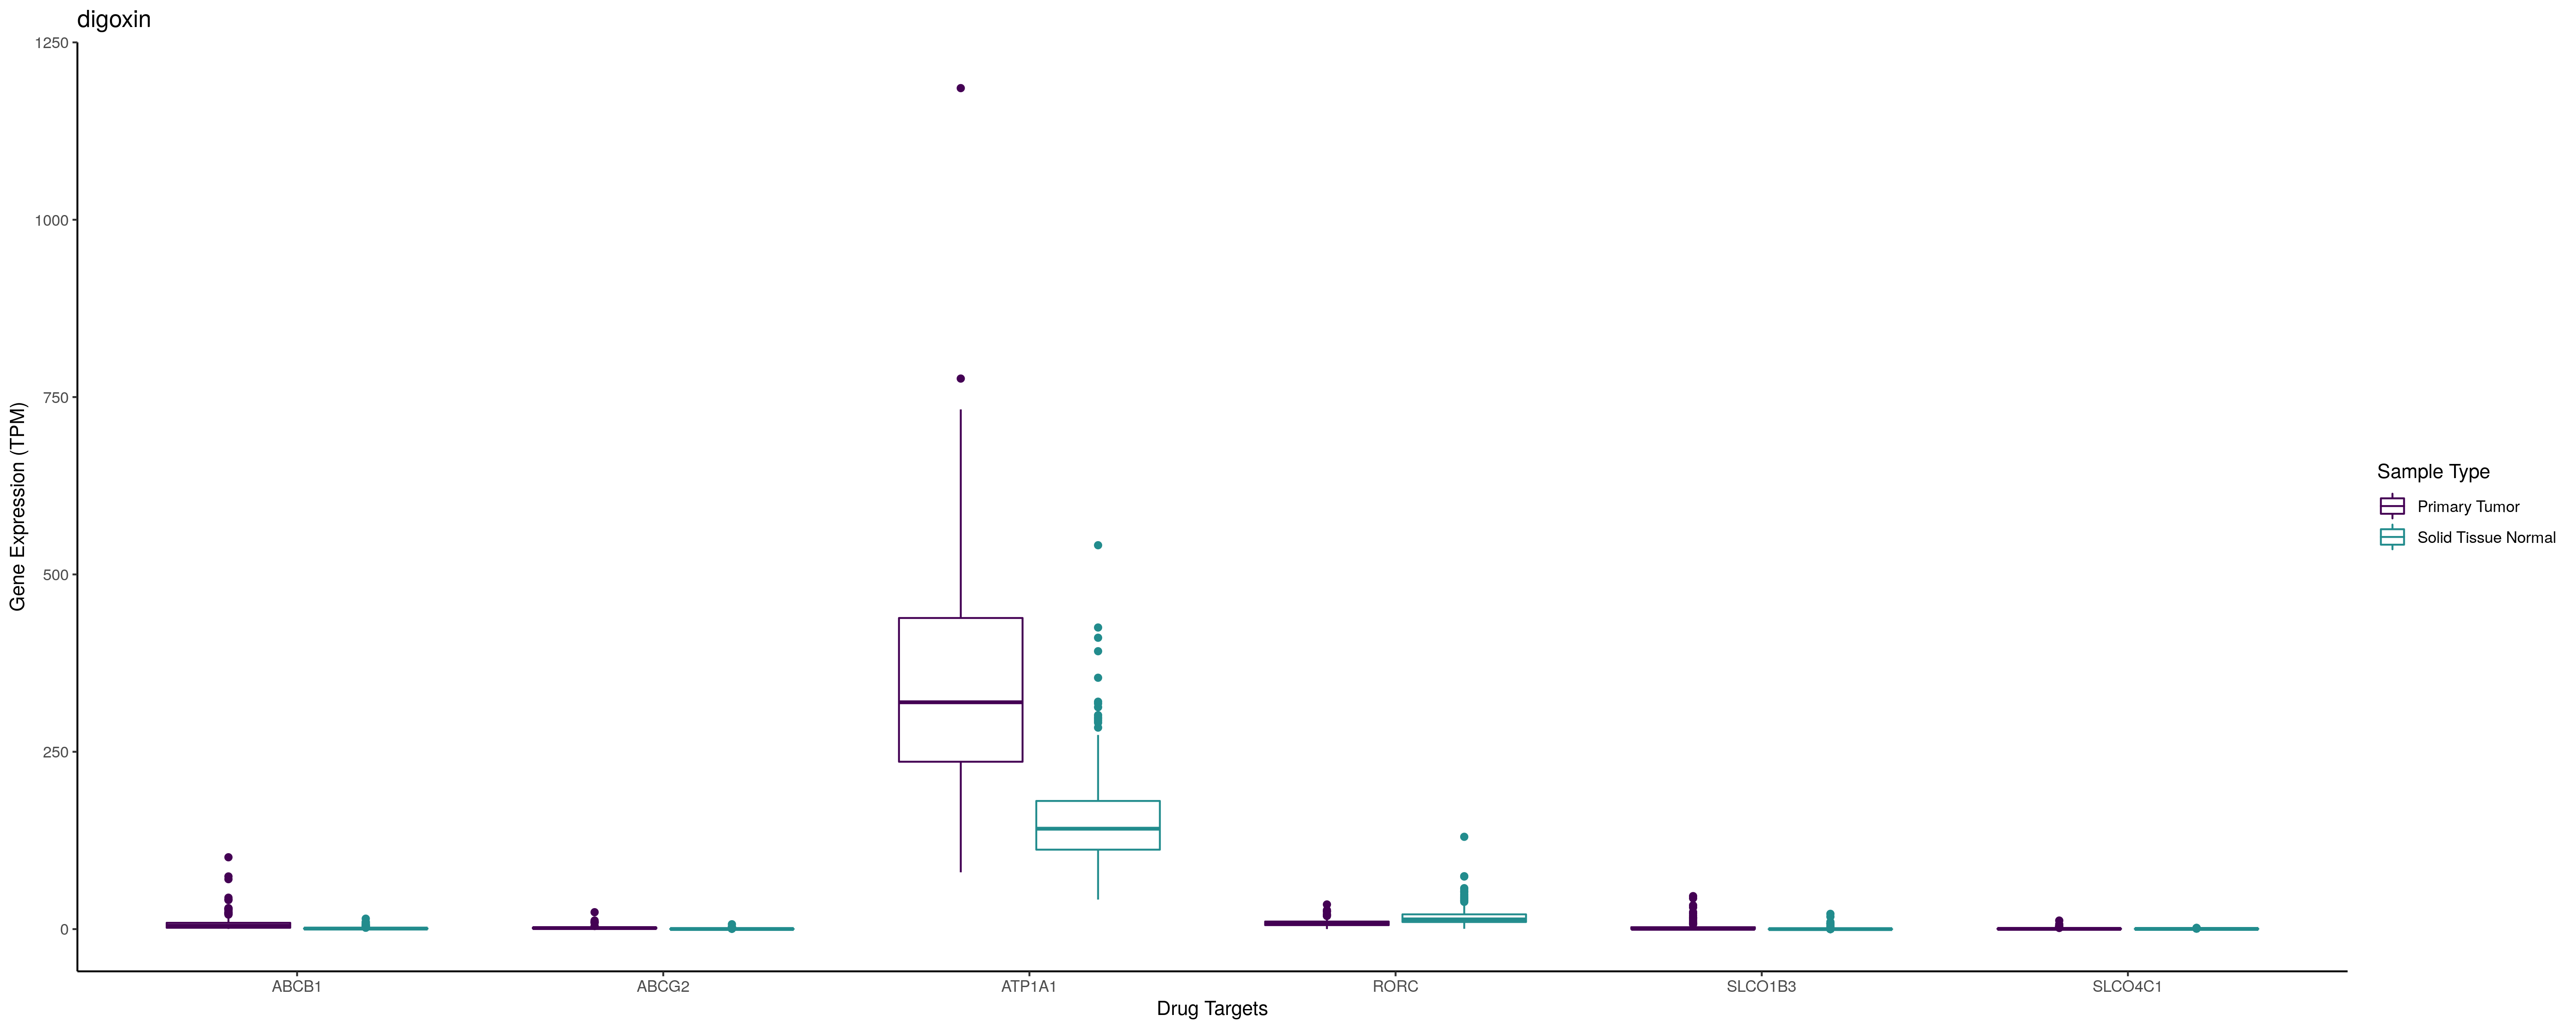 digoxin
1250
1000
750
500
250
0
Gene Expression (TPM)
ABCB1
ABCG2
ATP1A1
RORC
SLCO1B3
SLCO4C1
Drug Targets
Sample Type
Primary Tumor
Solid Tissue Normal